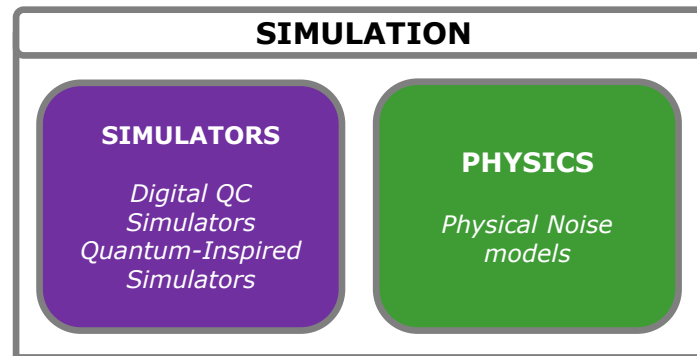 SIMULATION
SIMULATORS
Digital QC
Simulators
Quantum-Inspired
Simulators
PHYSICS
Physical Noise
models